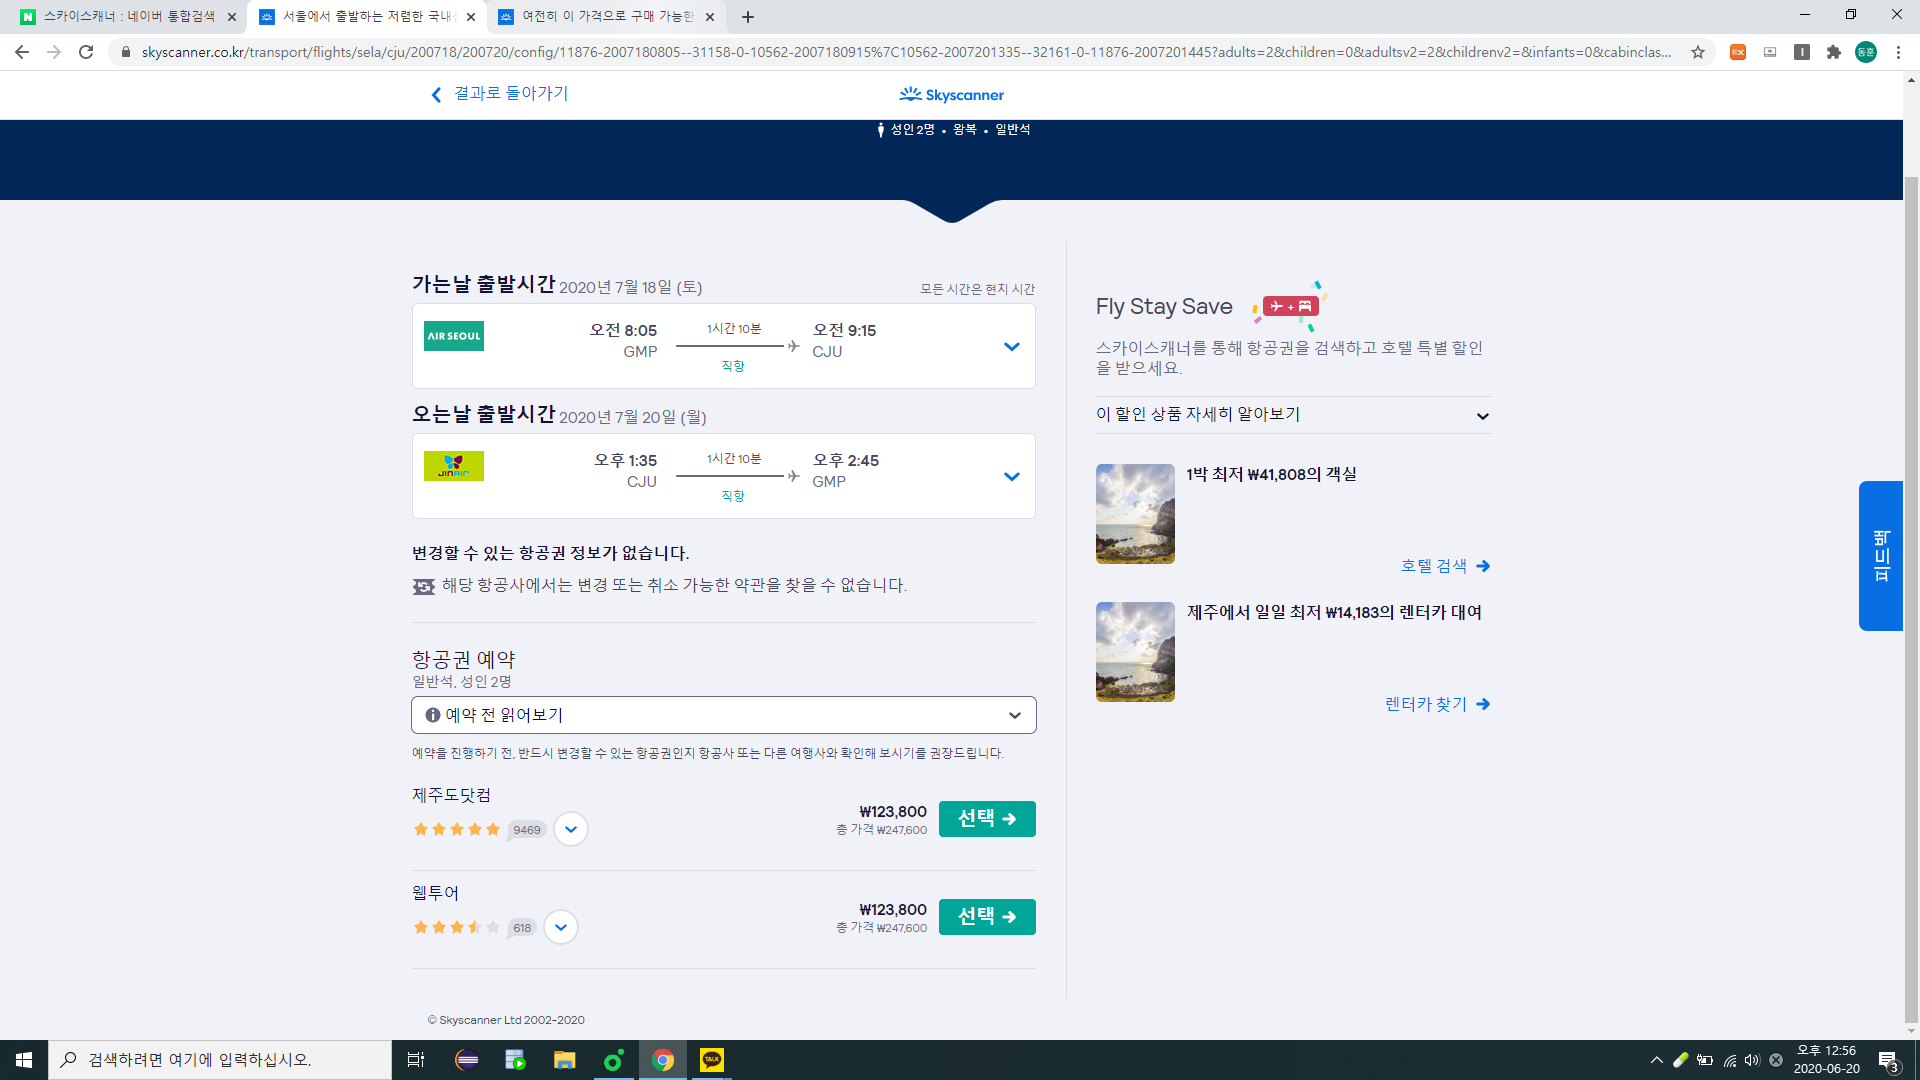 스카이스캐너 : 네이버 통합검색
서울에서 출발하는 저렴한 국내선
여전히 이 가격으로 구매 가능한
skyscanner.co.kr/transport/flights/sela/cju/200718/200720/config/11876-2007180805--31158-0-10562-2007180915%7C10562-2007201335--32161-0-11876-2007201445?adults=2&children=0&adultsv2=2&childrenv2=&infants=0&cabinclas...
EX
동훈
결과로 돌아가기
Skyscanner
성인 2명 • 왕복 • 일반석
가는날 출발시간 2020년 7월 18일 (토)
모든 시간은 현지 시간
AIR SEOUL
오전 8:05
GMP
1시간 10분
직항
오전 9:15
CJU
오는날 출발시간 2020년 7월 20일 (월)
JINAIR
오후 1:35
CJU
1시간 10분
직항
오후 2:45
GMP
변경할 수 있는 항공권 정보가 없습니다.
해당 항공사에서는 변경 또는 취소 가능한 약관을 찾을 수 없습니다.
항공권 예약
일반석, 성인 2명
예약 전 읽어보기
예약을 진행하기 전, 반드시 변경할 수 있는 항공권인지 항공사 또는 다른 여행사와 확인해 보시기를 권장드립니다.
제주도닷컴
9469
₩123,800
총 가격 ₩247,600
선택
웹투어
618
₩123,800
총 가격 ₩247,600
선택
© Skyscanner Ltd 2002-2020
Fly Stay Save
스카이스캐너를 통해 항공권을 검색하고 호텔 특별 할인
을 받으세요.
이 할인 상품 자세히 알아보기
1박 최저 ₩41,808의 객실
호텔 검색
제주에서 일일 최저 ₩14,183의 렌터카 대여
렌터카 찾기
피드백
검색하려면 여기에 입력하십시오.
TALK
오후 12:56
2020-06-20
3